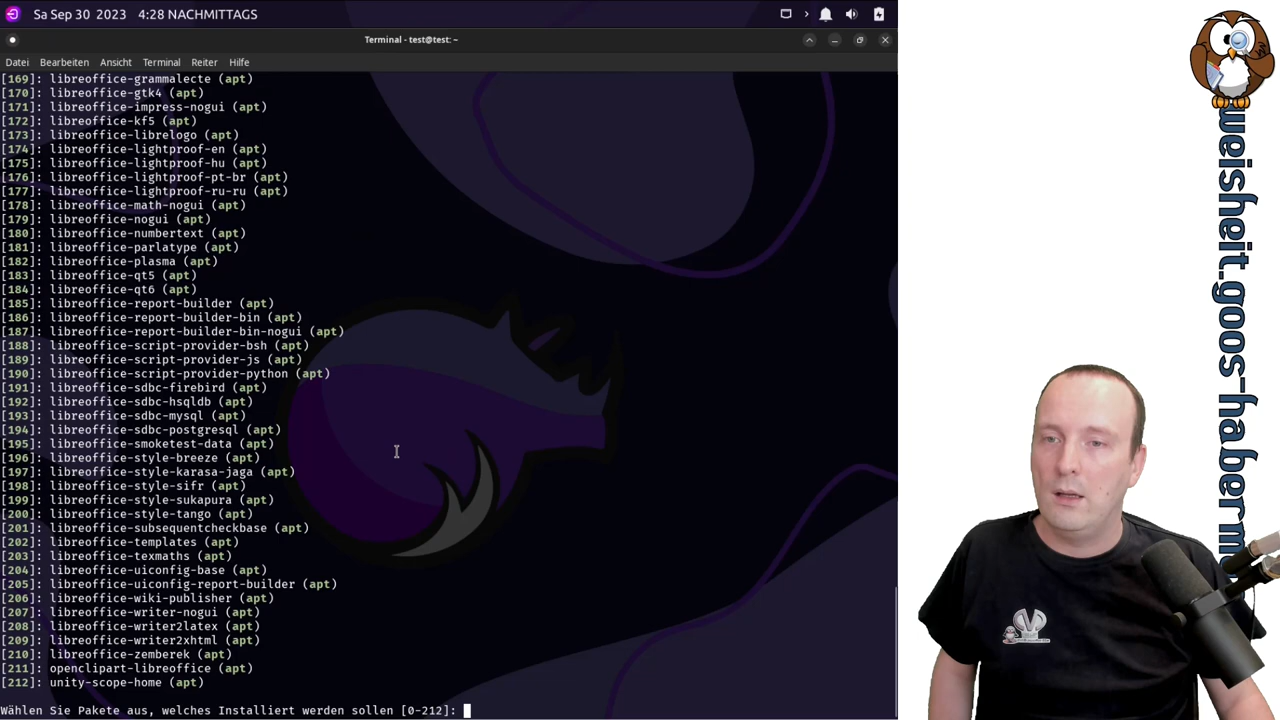 Sa Sep 30 2023 4:28 NACHMITTAGS
Terminal - test@test: ~
Datei Bearbeiten Ansicht Terminal Reiter Hilfe
[169]: libreoffice-grammalecte (apt)
[170]: libreoffice-gtk4 (apt)
[171]: libreoffice-impress-nogui (apt)
[172]: libreoffice-kf5 (apt)
[173]: libreoffice-librelogo (apt)
[174]: libreoffice-lightproof-en (apt)
[175]: libreoffice-lightproof-hu (apt)
[176]: libreoffice-lightproof-pt-br (apt)
[177]: libreoffice-lightproof-ru-ru (apt)
[178]: libreoffice-math-nogui (apt)
[179]: libreoffice-nogui (apt)
[180]: libreoffice-numbertext (apt)
[181]: libreoffice-parlatype (apt)
[182]: libreoffice-plasma (apt)
[183]: libreoffice-qt5 (apt)
[184]: libreoffice-qt6 (apt)
[185]: libreoffice-report-builder (apt)
[186]: libreoffice-report-builder-bin (apt)
[187]: libreoffice-report-builder-bin-nogui (apt)
[188]: libreoffice-script-provider-bsh (apt)
[189]: libreoffice-script-provider-js (apt)
[190]: libreoffice-script-provider-python (apt)
[191]: libreoffice-sdbc-firebird (apt)
[192]: libreoffice-sdbc-hsqldb (apt)
[193]: libreoffice-sdbc-mysql (apt)
[194]: libreoffice-sdbc-postgresql (apt)
[195]: libreoffice-smoketest-data (apt)
[196]: libreoffice-style-breeze (apt)
[197]: libreoffice-style-karasa-jaga (apt)
[198]: libreoffice-style-sifr (apt)
[199]: libreoffice-style-sukapura (apt)
[200]: libreoffice-style-tango (apt)
[201]: libreoffice-subsequentcheckbase (apt)
[202]: libreoffice-templates (apt)
[203]: libreoffice-texmaths (apt)
[204]: libreoffice-uiconfig-base (apt)
[205]: libreoffice-uiconfig-report-builder (apt)
[206]: libreoffice-wiki-publisher (apt)
[207]: libreoffice-writer-nogui (apt)
[208]: libreoffice-writer2latex (apt)
[209]: libreoffice-writer2xhtml (apt)
[210]: libreoffice-zemberek (apt)
[211]: openclipart-libreoffice (apt)
[212]: unity-scope-home (apt)
Wählen Sie Pakete aus, welches Installiert werden sollen [0-212]: